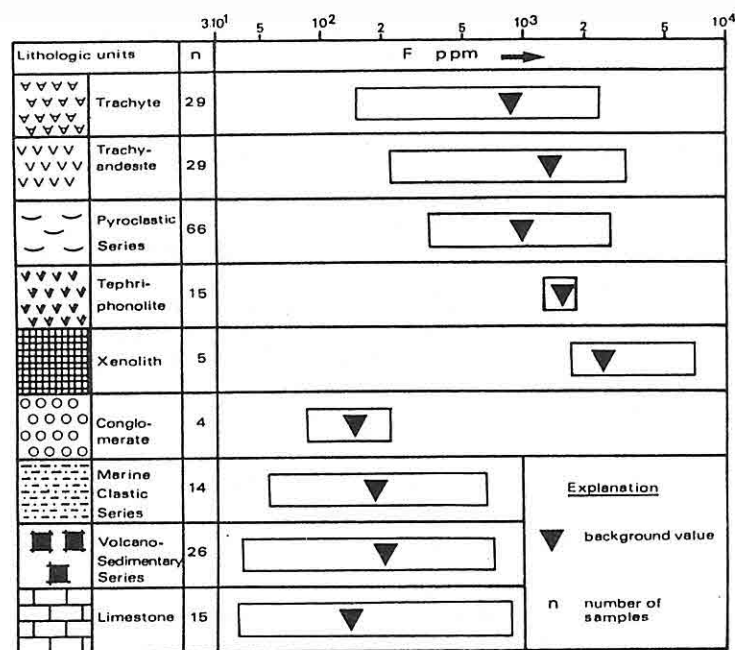 3.10¹ 5 10² 2 5 10³ 2 5 10⁴
Lithologic units n F ppm
Trachyte 29
Trachy-
andesite 29
Pyroclastic
Series 66
Tephri-
phonolite 15
Xenolith 5
Conglo-
merate 4
Marine
Clastic
Series 14
Volcano-
Sedimentary
Series 26
Limestone 15
Explanation
background value
n number of
samples